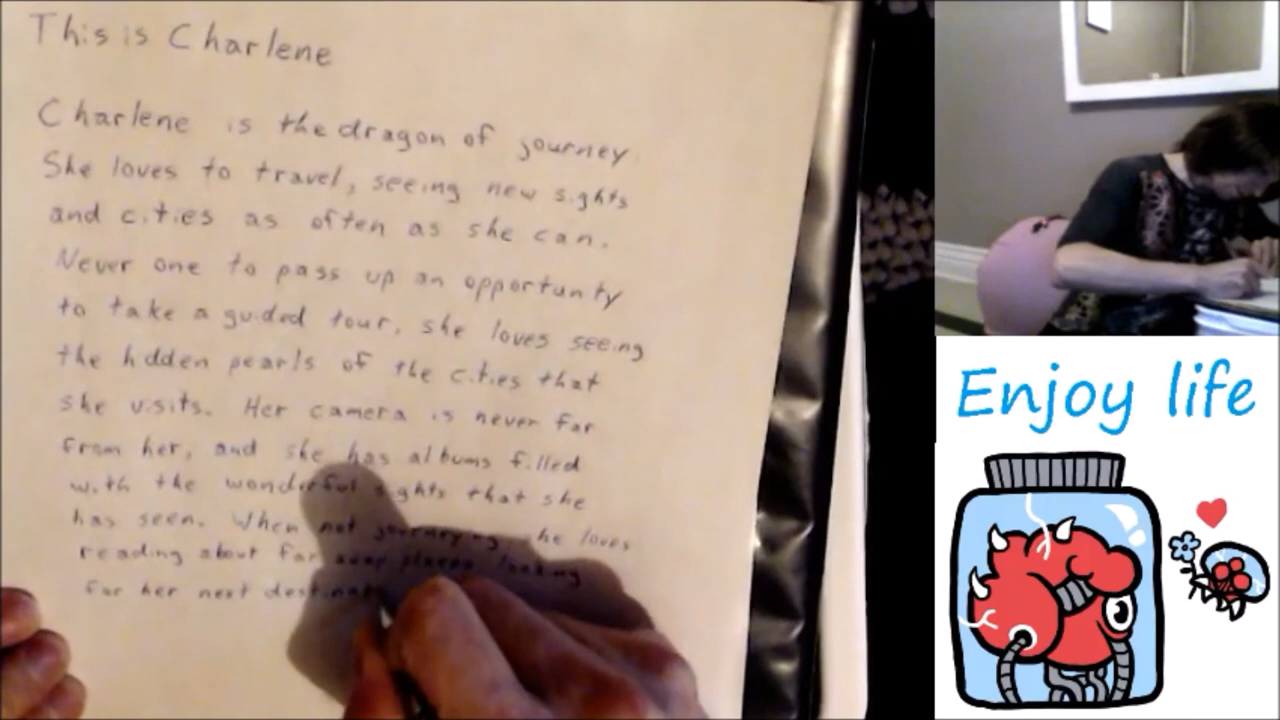 This is Charlene
Charlene is the dragon of journey.
She loves to travel, seeing new sights
and cities as often as she can.
Never one to pass up an opportunity
to take a guided tour, she loves seeing
the hidden pearls of the cities that
she visits. Her camera is never far
from her, and she has albums filled
with the wonderful sights that she
has seen. When not journeying she loves
reading about far away places looking
for her next destinat
Enjoy life